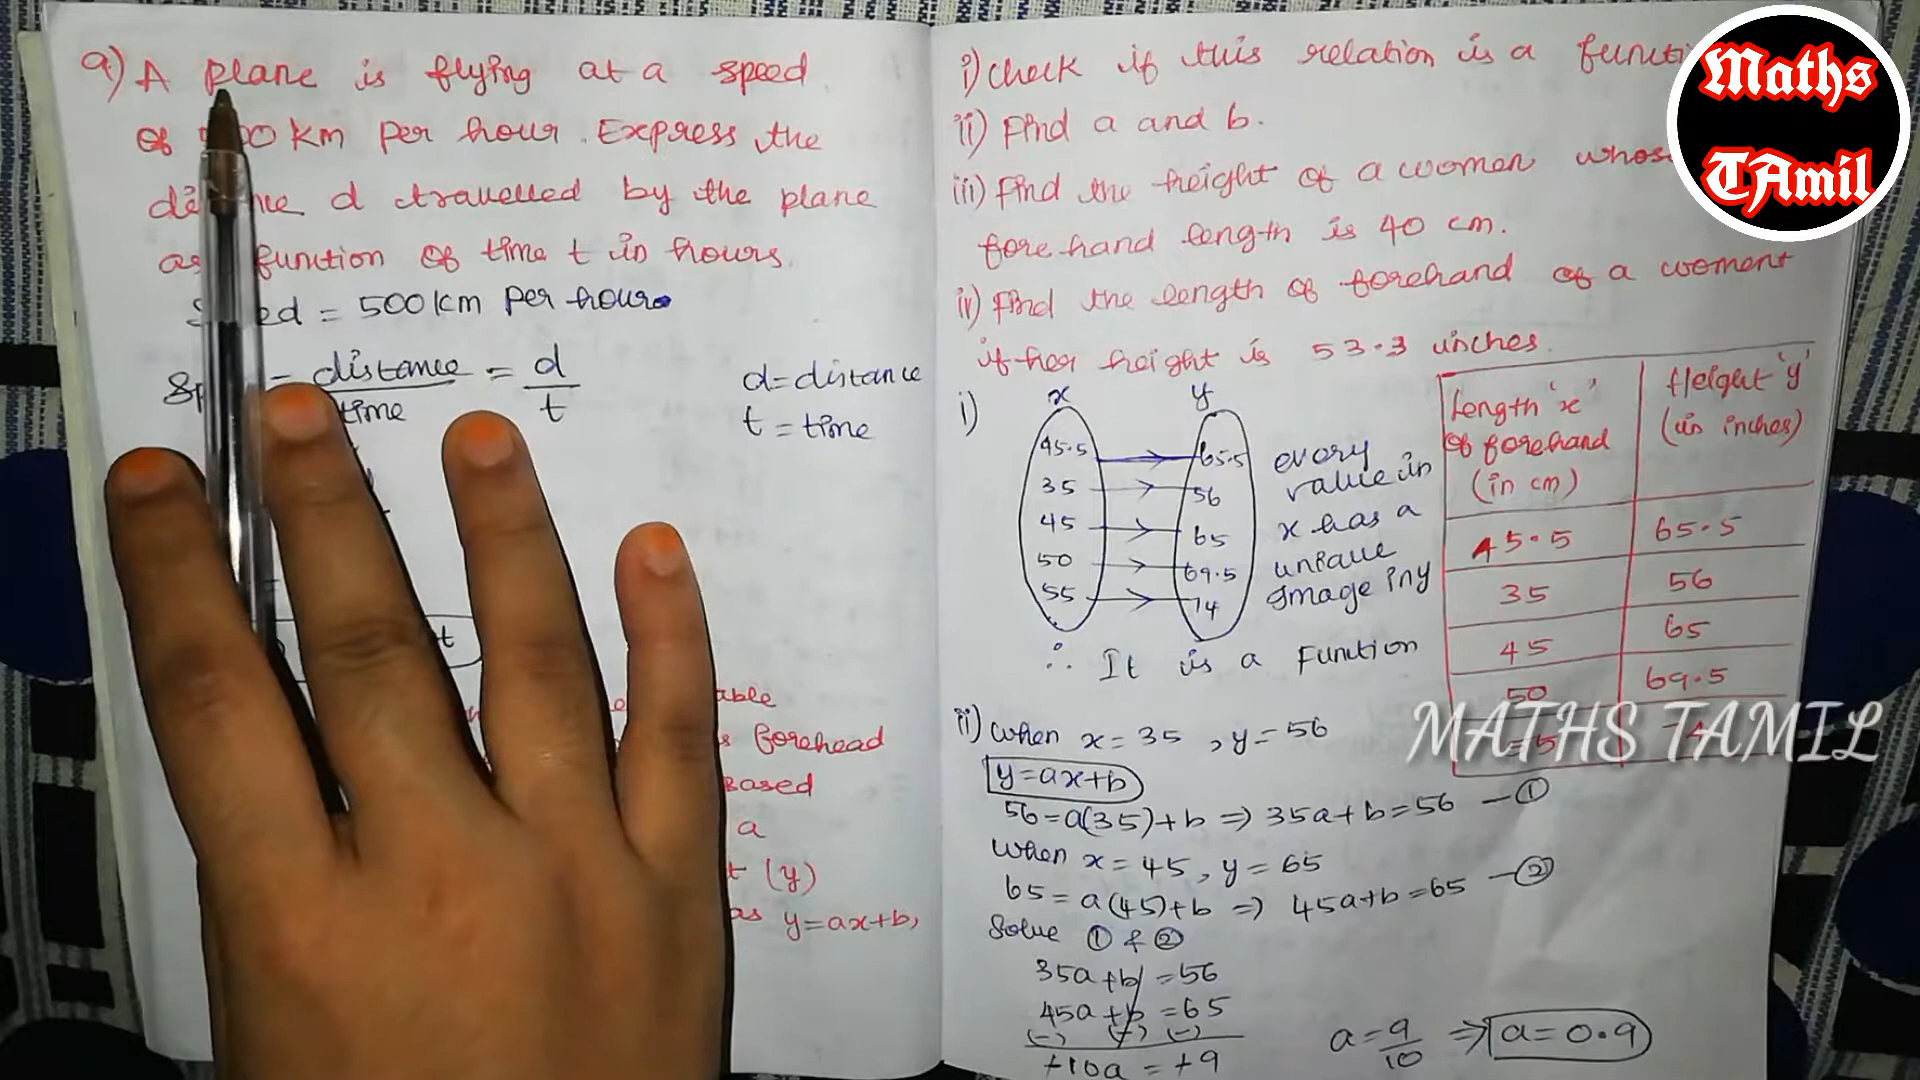 9) A plane is flying at a speed
of 00 km per hour. Express the
d travelled by the plane
function of time t in hours.
= 500 km per hour
= distance/time = d/t
d = distance
t = time
t
able
forehead
Based
a
t (y)
as y=ax+b,
i) check if this relation is a
ii) Find a and b.
iii) Find the height of a women whose
forehand length is 40 cm.
iv) Find the length of forehand of a woment
if her height is 53.3 inches.
i)
x y
45.5 65.5
35 56
45 65
50 69.5
55 74
every
value in
x has a
unique
Image in y
∴ It is a Function
Length 'x'
of forehand
(in cm)
Height 'y'
(in inches)
45.5 65.5
35 56
45 65
50 69.5
ii) When x = 35, y = 56
y=ax+b
56=a(35)+b ⇒ 35a+b=56 —①
When x = 45, y = 65
65=a(45)+b ⇒ 45a+b=65 —②
Solve ① & ②
35a+b =56
45a+b =65
(-) (-) (-)
+10a = +9
a=9/10 ⇒ a=0.9
Maths
TAmil
MATHS TAMIL